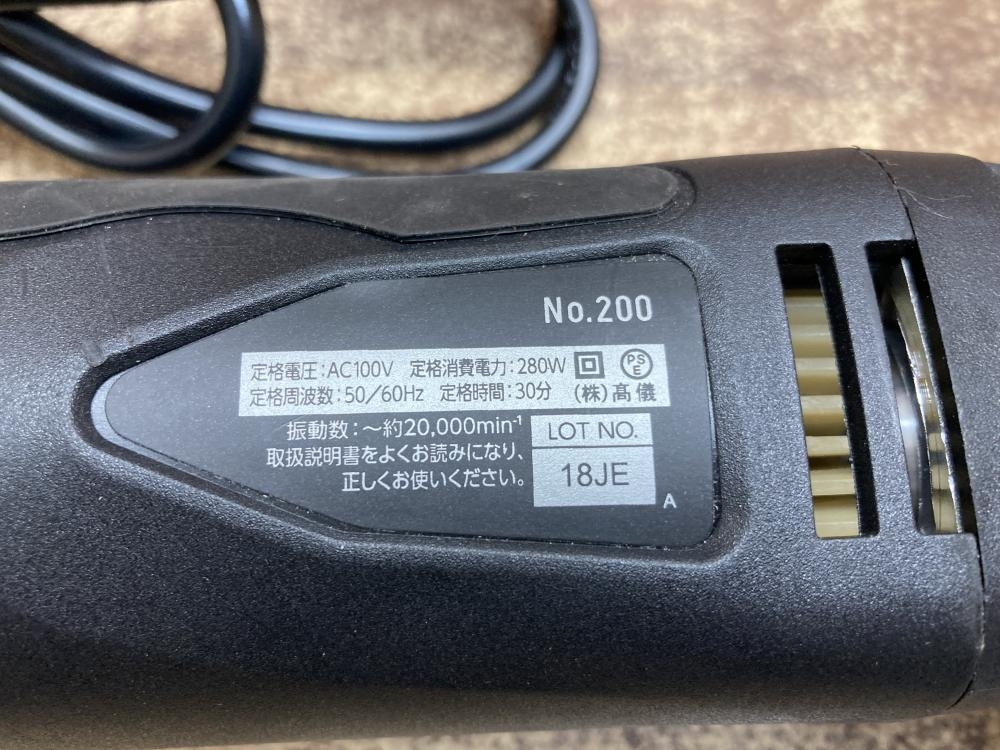 No.200
定格電圧:AC100V 定格消費電力:280W PSE
定格周波数:50/60Hz 定格時間:30分 (株)髙儀
振動数:～約20,000min⁻¹
取扱説明書をよくお読みになり、
正しくお使いください。
LOT NO.
18JE
A